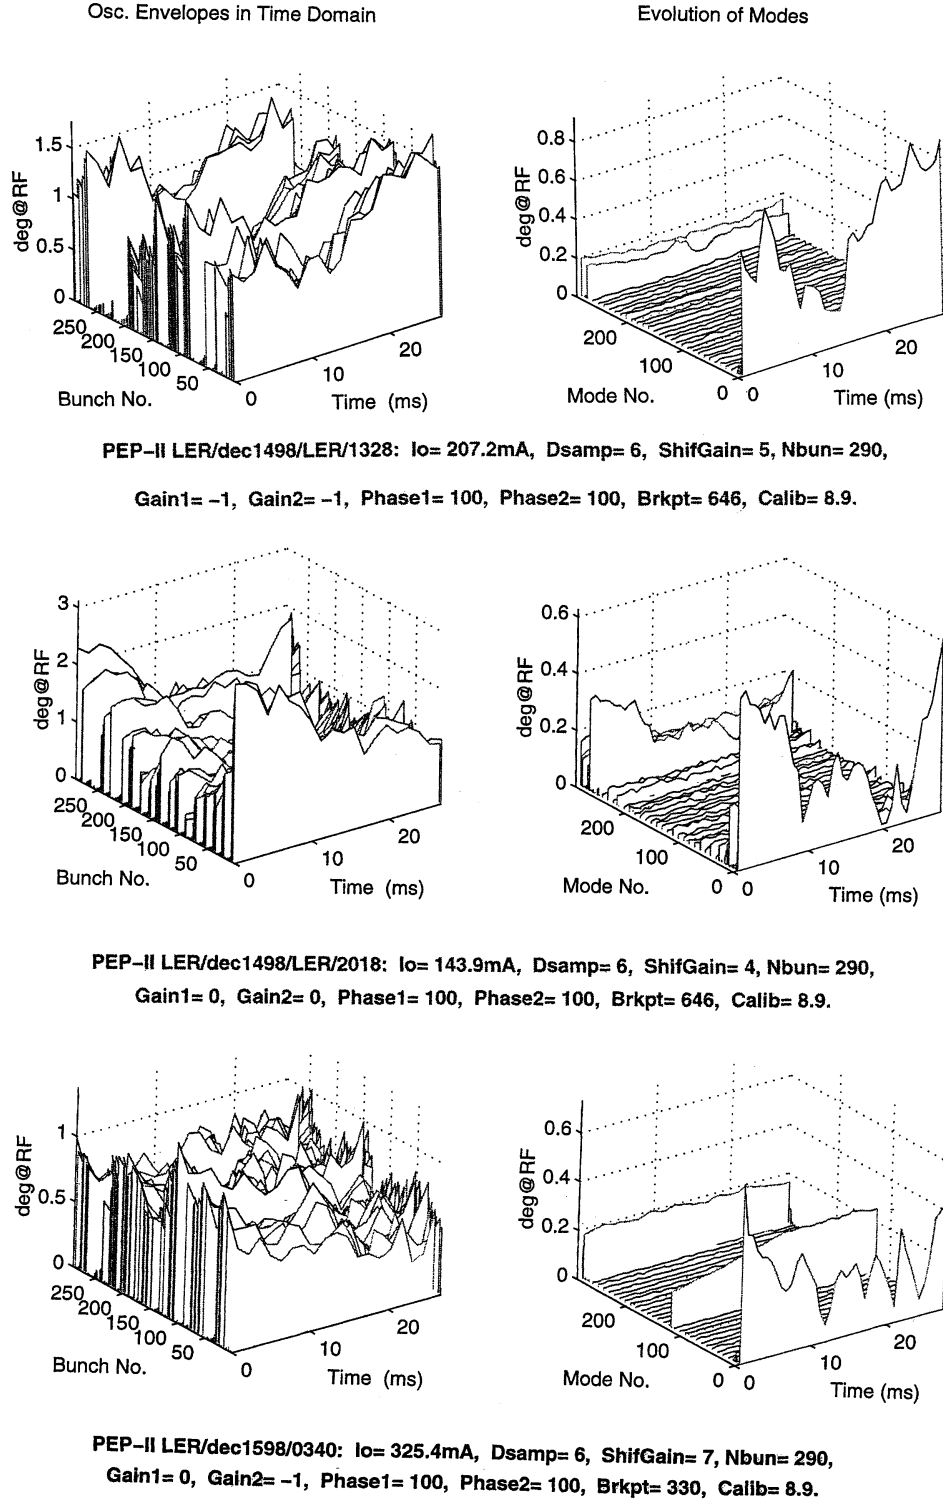 Osc. Envelopes in Time Domain
Evolution of Modes
1.5
1
0.5
0
deg@RF
250
200
150
100
50
Bunch No.
0
10
20
Time (ms)
0.8
0.6
0.4
0.2
0
deg@RF
200
100
0
Mode No.
0
10
20
Time (ms)
PEP-II LER/dec1498/LER/1328: Io= 207.2mA, Dsamp= 6, ShifGain= 5, Nbun= 290,
Gain1= -1, Gain2= -1, Phase1= 100, Phase2= 100, Brkpt= 646, Calib= 8.9.
3
2
1
0
deg@RF
250
200
150
100
50
Bunch No.
0
10
20
Time (ms)
0.6
0.4
0.2
0
deg@RF
200
100
0
Mode No.
0
10
20
Time (ms)
PEP-II LER/dec1498/LER/2018: Io= 143.9mA, Dsamp= 6, ShifGain= 4, Nbun= 290,
Gain1= 0, Gain2= 0, Phase1= 100, Phase2= 100, Brkpt= 646, Calib= 8.9.
1
0.5
0
deg@RF
250
200
150
100
50
Bunch No.
0
10
20
Time (ms)
0.6
0.4
0.2
0
deg@RF
200
100
0
Mode No.
0
10
20
Time (ms)
PEP-II LER/dec1598/0340: Io= 325.4mA, Dsamp= 6, ShifGain= 7, Nbun= 290,
Gain1= 0, Gain2= -1, Phase1= 100, Phase2= 100, Brkpt= 330, Calib= 8.9.